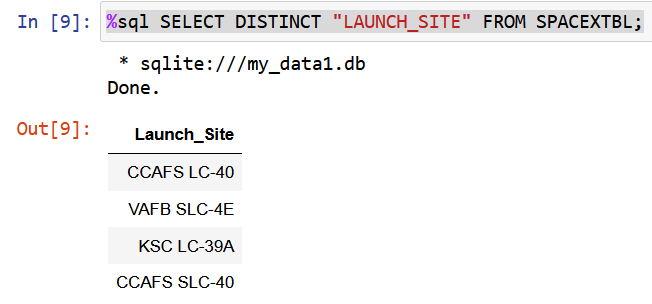 In [9]: %sql SELECT DISTINCT "LAUNCH_SITE" FROM SPACEXTBL;
* sqlite:///my_data1.db
Done.
Out[9]:
Launch_Site
CCAFS LC-40
VAFB SLC-4E
KSC LC-39A
CCAFS SLC-40